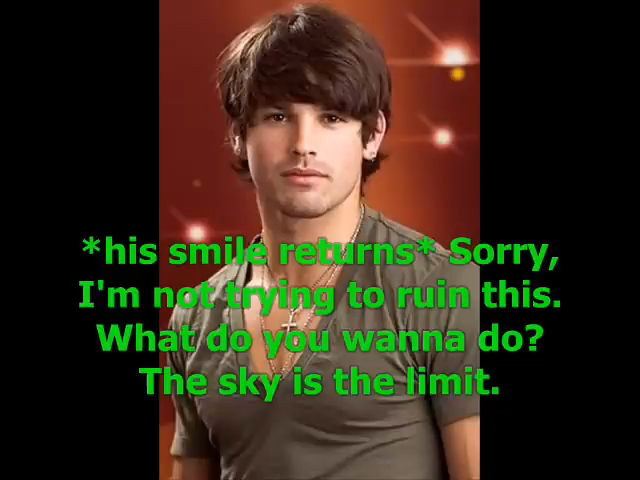 *his smile returns* Sorry,
I'm not trying to ruin this.
What do you wanna do?
The sky is the limit.